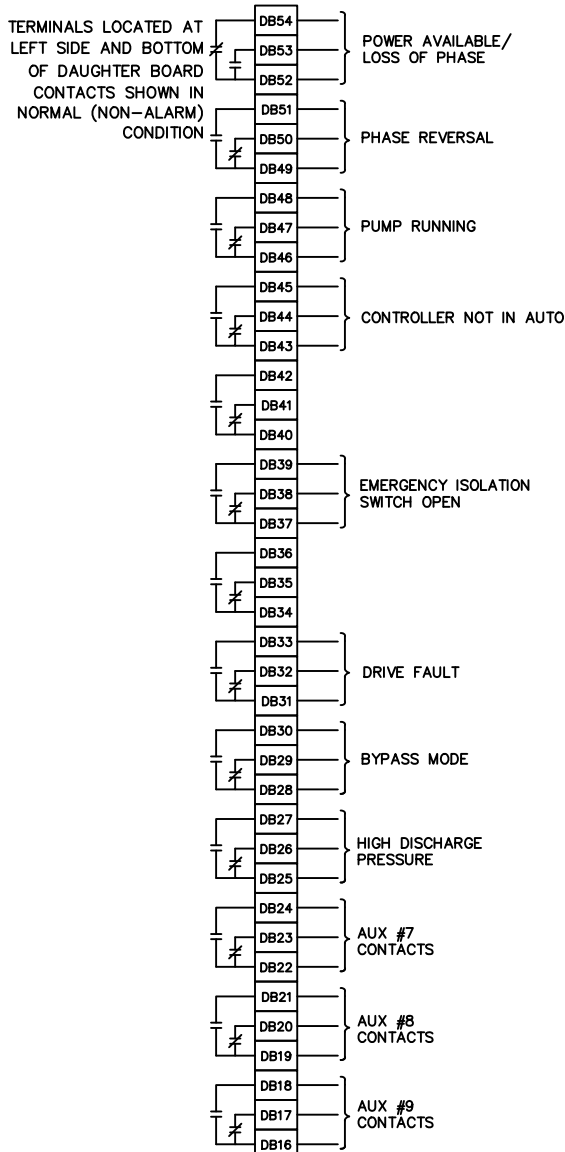 TERMINALS LOCATED AT
LEFT SIDE AND BOTTOM
OF DAUGHTER BOARD
CONTACTS SHOWN IN
NORMAL (NON-ALARM)
CONDITION
DB54
DB53
DB52
POWER AVAILABLE/
LOSS OF PHASE
DB51
DB50
DB49
PHASE REVERSAL
DB48
DB47
DB46
PUMP RUNNING
DB45
DB44
DB43
CONTROLLER NOT IN AUTO
DB42
DB41
DB40
DB39
DB38
DB37
EMERGENCY ISOLATION
SWITCH OPEN
DB36
DB35
DB34
DB33
DB32
DB31
DRIVE FAULT
DB30
DB29
DB28
BYPASS MODE
DB27
DB26
DB25
HIGH DISCHARGE
PRESSURE
DB24
DB23
DB22
AUX #7
CONTACTS
DB21
DB20
DB19
AUX #8
CONTACTS
DB18
DB17
DB16
AUX #9
CONTACTS